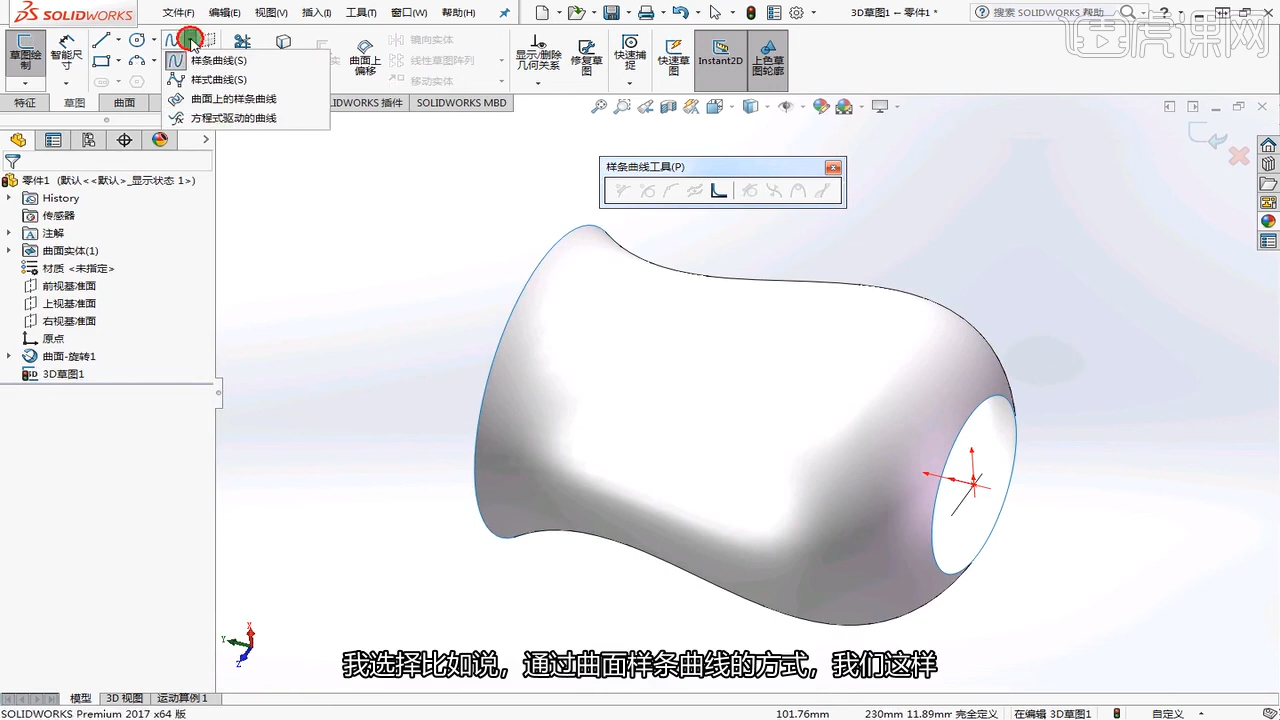 SOLIDWORKS
文件(F)
编辑(E)
视图(V)
插入(I)
工具(T)
窗口(W)
帮助(H)
3D草图1 ← 零件1 *
搜索 SOLIDWORKS 帮助
虎课网
草图绘制
智能尺寸
曲面上偏移
镜向实体
线性草图阵列
移动实体
显示/删除几何关系
修复草图
快速捕捉
快速草图
Instant2D
上色草图轮廓
样条曲线(S)
样式曲线(S)
曲面上的样条曲线
方程式驱动的曲线
特征
草图
曲面
LIDWORKS 插件
SOLIDWORKS MBD
样条曲线工具(P)
零件1 (默认<<默认>_显示状态 1>)
History
传感器
注解
曲面实体(1)
材质 <未指定>
前视基准面
上视基准面
右视基准面
原点
曲面-旋转1
3D草图1
X
Y
Z
我选择比如说，通过曲面样条曲线的方式，我们这样
模型
3D 视图
运动算例 1
SOLIDWORKS Premium 2017 x64 版
101.76mm
230mm 11.89mm 完全定义
在编辑 3D草图1
自定义